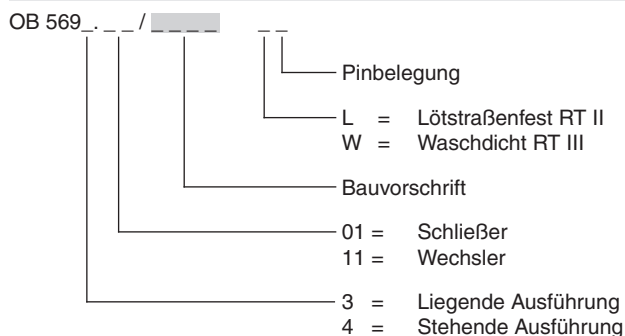 OB 569_. _ _ / _ _ _ _ _ _
Pinbelegung
L = Lötstraßenfest RT II
W = Waschdicht RT III
Bauvorschrift
01 = Schließer
11 = Wechsler
3 = Liegende Ausführung
4 = Stehende Ausführung